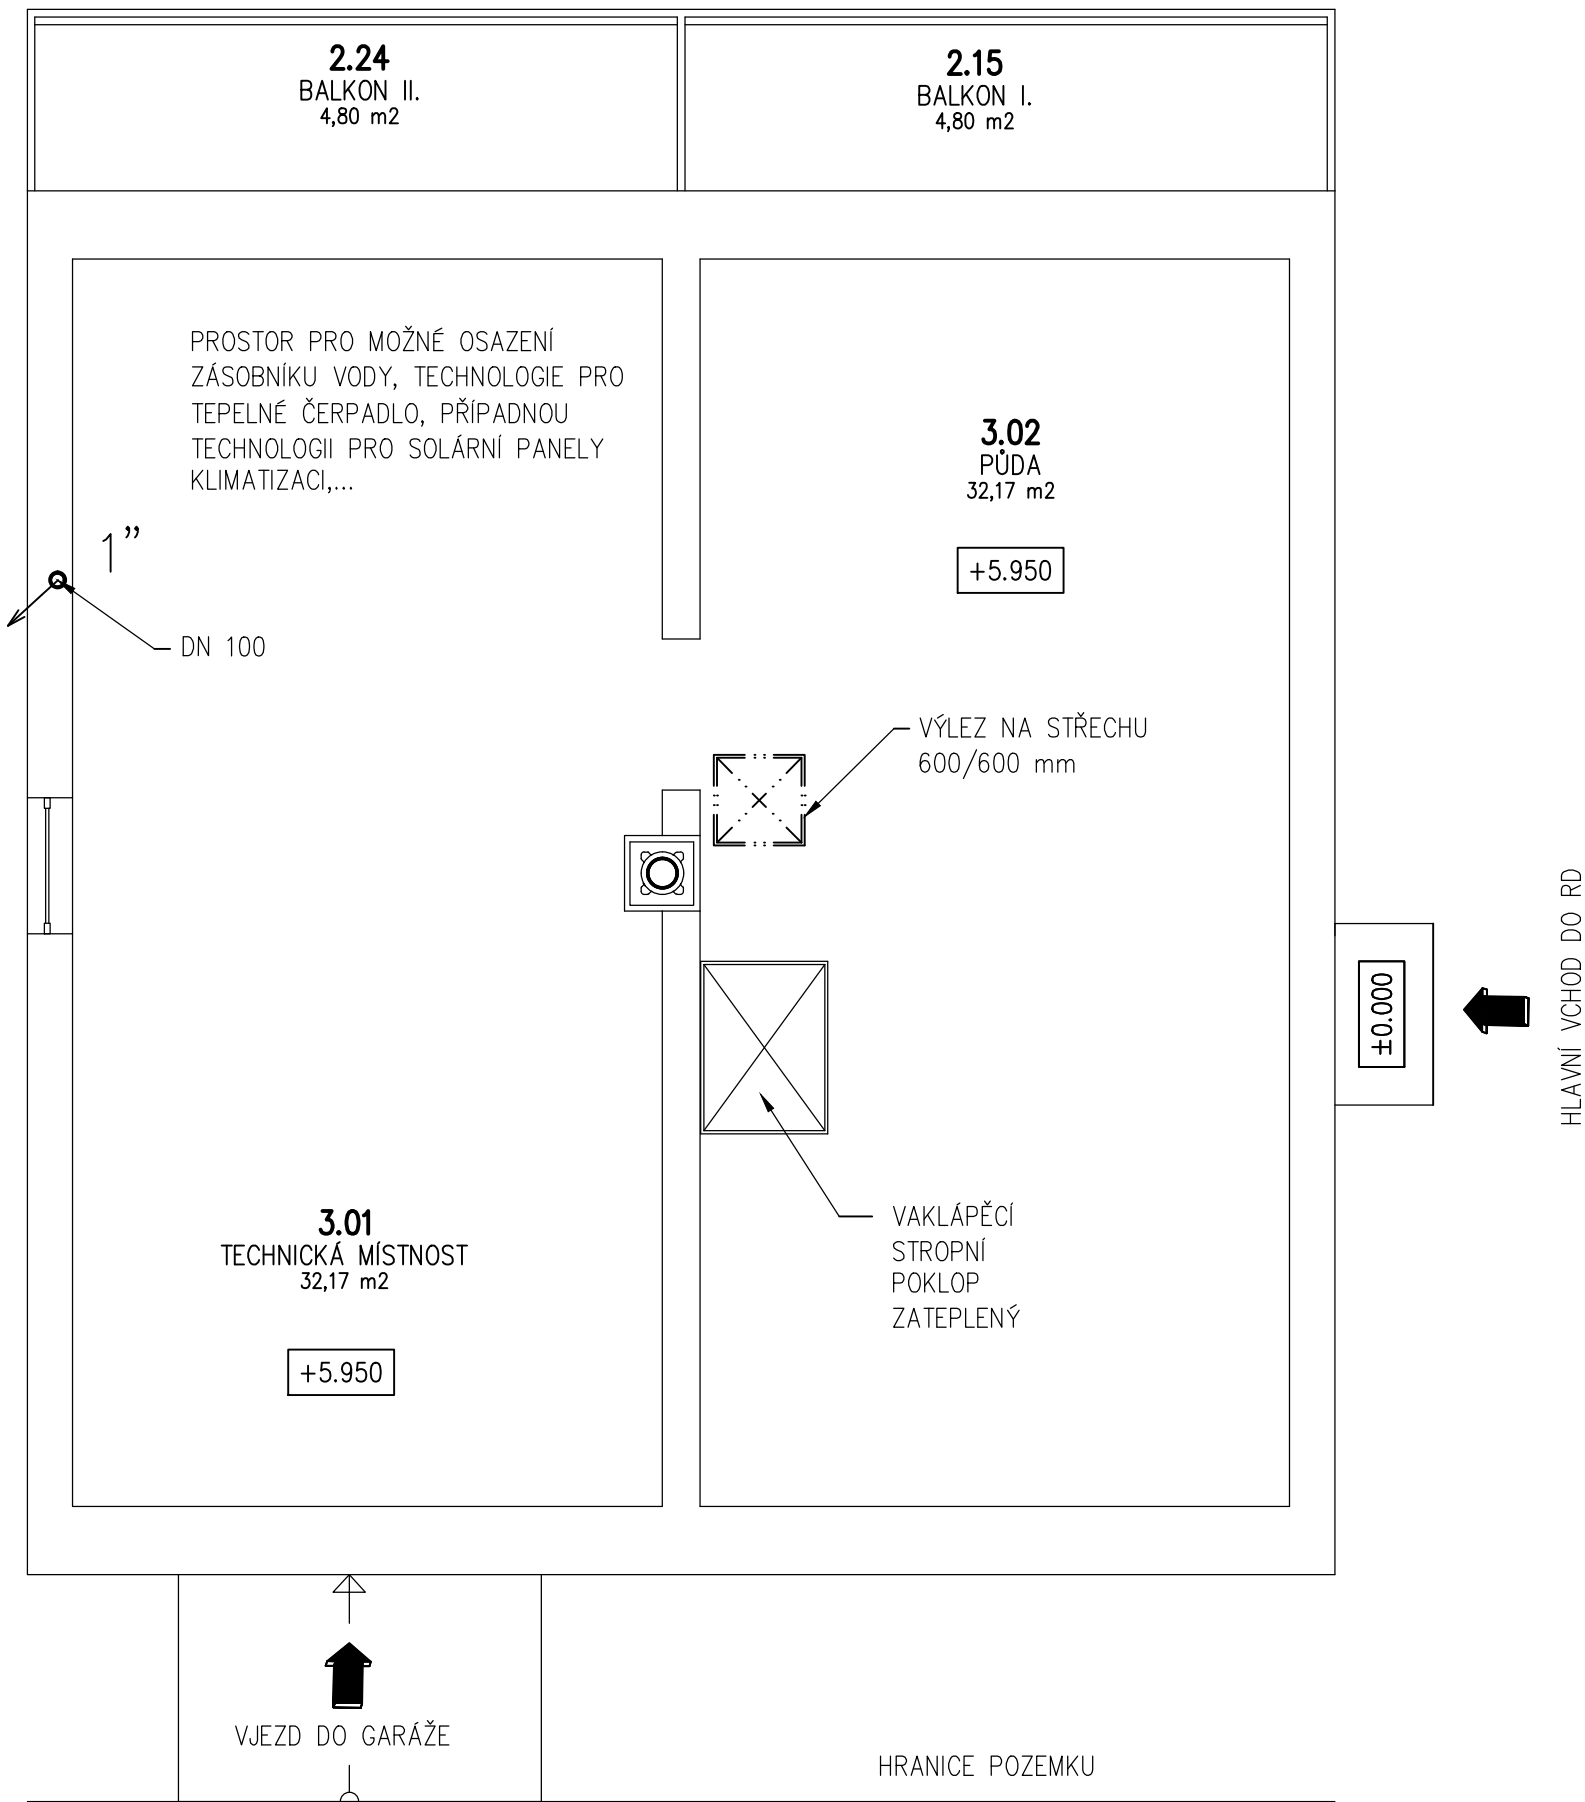 2.24
BALKON II.
4,80 m2
2.15
BALKON I.
4,80 m2
PROSTOR PRO MOŽNÉ OSAZENÍ
ZÁSOBNÍKU VODY, TECHNOLOGIE PRO
TEPELNÉ ČERPADLO, PŘÍPADNOU
TECHNOLOGII PRO SOLÁRNÍ PANELY
KLIMATIZACI,...
3.02
PŮDA
32,17 m2
+5.950
1”
DN 100
VÝLEZ NA STŘECHU
600/600 mm
±0.000
HLAVNÍ VCHOD DO RD
VAKLÁPĚCÍ
STROPNÍ
POKLOP
ZATEPLENÝ
3.01
TECHNICKÁ MÍSTNOST
32,17 m2
+5.950
VJEZD DO GARÁŽE
HRANICE POZEMKU